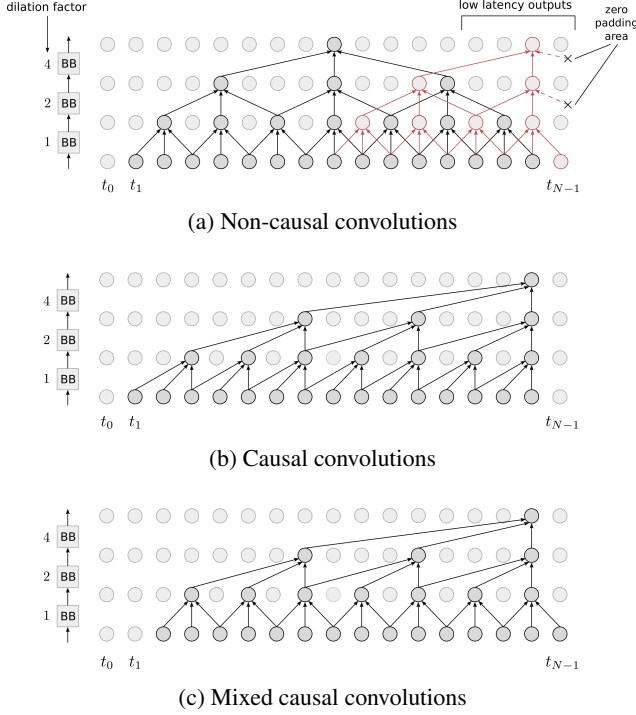 dilation factor
low latency outputs
zero
padding
area
4 BB
2 BB
1 BB
t0 t1 tN−1
(a) Non-causal convolutions
4 BB
2 BB
1 BB
t0 t1 tN−1
(b) Causal convolutions
4 BB
2 BB
1 BB
t0 t1 tN−1
(c) Mixed causal convolutions